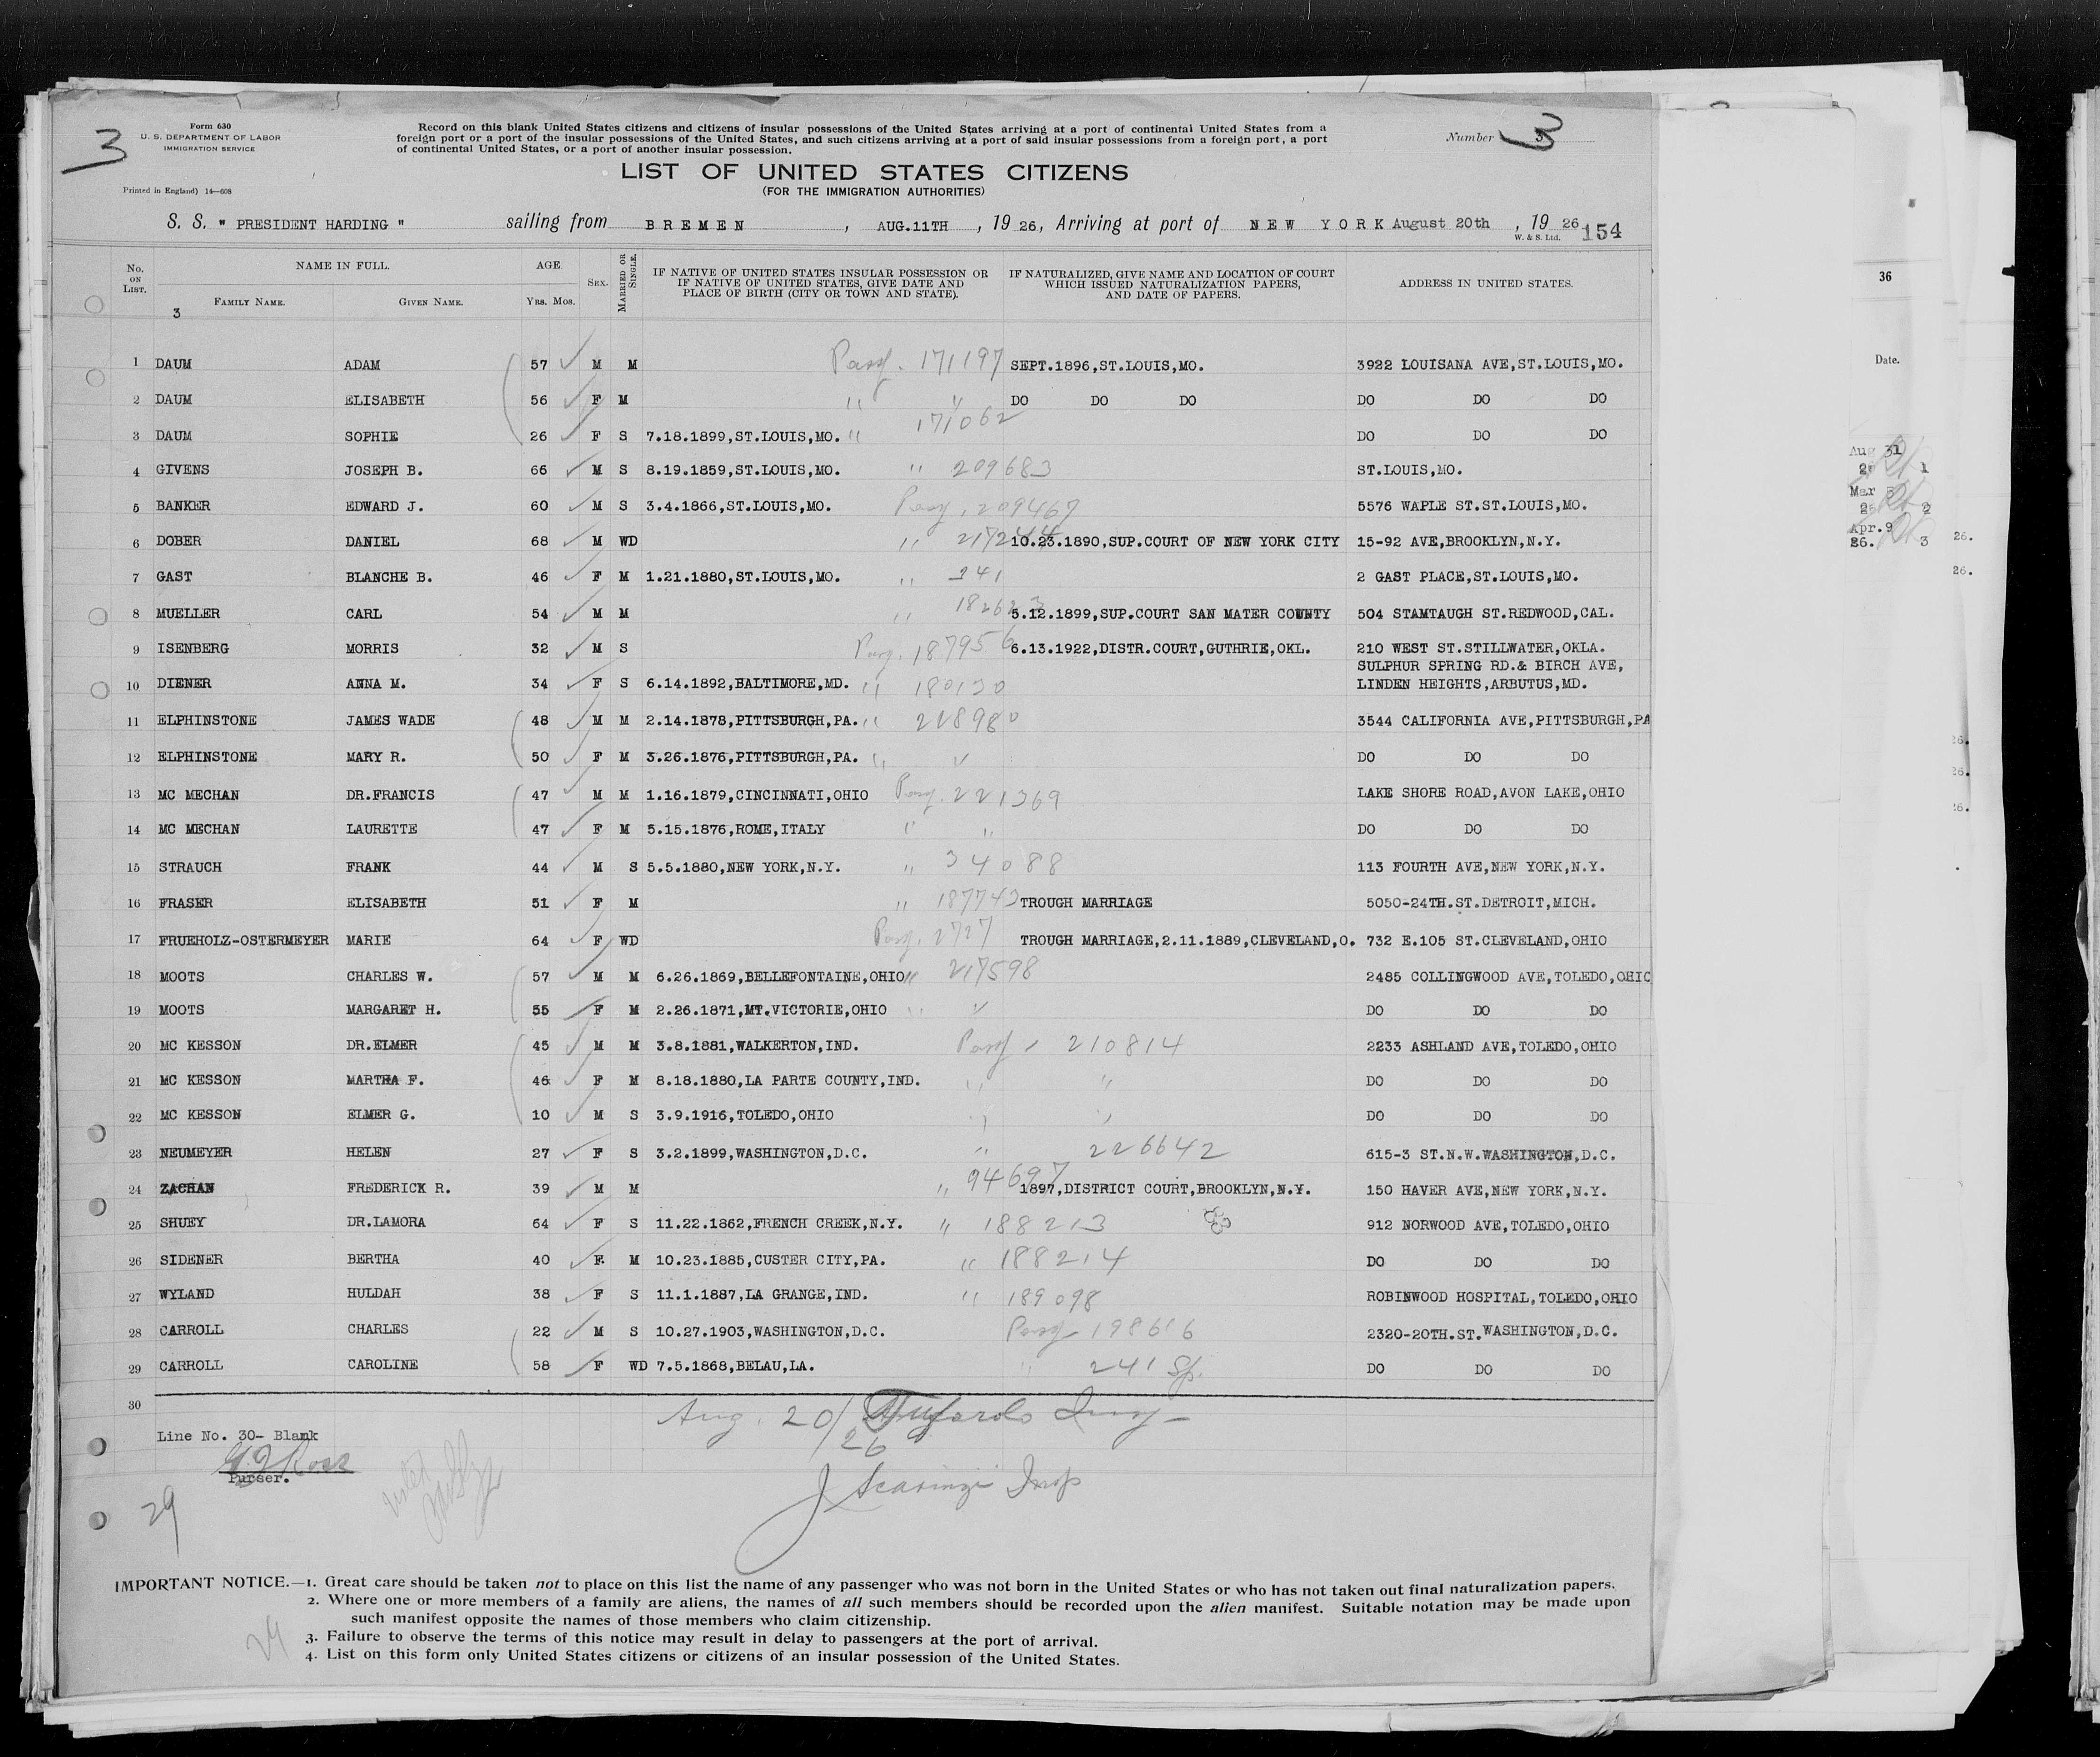 3
Form 630
U. S. DEPARTMENT OF LABOR
IMMIGRATION SERVICE
Printed in England) 14—608
Record on this blank United States citizens and citizens of insular possessions of the United States arriving at a port of continental United States from a
foreign port or a port of the insular possessions of the United States, and such citizens arriving at a port of said insular possessions from a foreign port, a port
of continental United States, or a port of another insular possession.
Number 3
LIST OF UNITED STATES CITIZENS
(FOR THE IMMIGRATION AUTHORITIES)
S. S. " PRESIDENT HARDING " sailing from BREMEN , AUG.11TH , 19 26, Arriving at port of NEW YORK August 20th , 19 26
W. & S. Ltd. 154
No. ON LIST. NAME IN FULL. FAMILY NAME. GIVEN NAME. AGE YRS. MOS. SEX. MARRIED OR SINGLE. IF NATIVE OF UNITED STATES INSULAR POSSESSION OR IF NATIVE OF UNITED STATES, GIVE DATE AND PLACE OF BIRTH (CITY OR TOWN AND STATE). IF NATURALIZED, GIVE NAME AND LOCATION OF COURT WHICH ISSUED NATURALIZATION PAPERS, AND DATE OF PAPERS. ADDRESS IN UNITED STATES.
3
1 DAUM ADAM 57 M M 171197 SEPT.1896,ST.LOUIS,MO. 3922 LOUISANA AVE,ST.LOUIS,MO.
2 DAUM ELISABETH 56 F M " " DO DO DO DO DO DO
3 DAUM SOPHIE 26 F S 7.18.1899,ST.LOUIS,MO. " 171062 DO DO DO
4 GIVENS JOSEPH B. 66 M S 8.19.1859,ST.LOUIS,MO. " 209683 ST.LOUIS,MO.
5 BANKER EDWARD J. 60 M S 3.4.1866,ST.LOUIS,MO. 209467 5576 WAPLE ST.ST.LOUIS,MO.
6 DOBER DANIEL 68 M WD " 217244 10.23.1890,SUP.COURT OF NEW YORK CITY 15-92 AVE,BROOKLYN,N.Y.
7 GAST BLANCHE B. 46 F M 1.21.1880,ST.LOUIS,MO. " 241 2 GAST PLACE,ST.LOUIS,MO.
8 MUELLER CARL 54 M M " 182623 5.12.1899,SUP.COURT SAN MATER COUNTY 504 STAMTAUGH ST.REDWOOD,CAL.
9 ISENBERG MORRIS 32 M S 187956 6.13.1922,DISTR.COURT,GUTHRIE,OKL. 210 WEST ST.STILLWATER,OKLA.
SULPHUR SPRING RD.& BIRCH AVE,
10 DIENER ANNA M. 34 F S 6.14.1892,BALTIMORE,MD. " 180130 LINDEN HEIGHTS,ARBUTUS,MD.
11 ELPHINSTONE JAMES WADE 48 M M 2.14.1878,PITTSBURGH,PA. " 218980 3544 CALIFORNIA AVE,PITTSBURGH,PA
12 ELPHINSTONE MARY R. 50 F M 3.26.1876,PITTSBURGH,PA. " " DO DO DO
13 MC MECHAN DR.FRANCIS 47 M M 1.16.1879,CINCINNATI,OHIO 221369 LAKE SHORE ROAD,AVON LAKE,OHIO
14 MC MECHAN LAURETTE 47 F M 5.15.1876,ROME,ITALY " " DO DO DO
15 STRAUCH FRANK 44 M S 5.5.1880,NEW YORK,N.Y. " 34088 113 FOURTH AVE,NEW YORK,N.Y.
16 FRASER ELISABETH 51 F M " 187743 TROUGH MARRIAGE 5050-24TH.ST.DETROIT,MICH.
17 FRUEHOLZ-OSTERMEYER MARIE 64 F WD 2727 TROUGH MARRIAGE,2.11.1889,CLEVELAND,O. 732 E.105 ST.CLEVELAND,OHIO
18 MOOTS CHARLES W. 57 M M 6.26.1869,BELLEFONTAINE,OHIO " 217598 2485 COLLINGWOOD AVE,TOLEDO,OHIO
19 MOOTS MARGARET H. 55 F M 2.26.1871,MT.VICTORIE,OHIO " " DO DO DO
20 MC KESSON DR.ELMER 45 M M 3.8.1881,WALKERTON,IND. 210814 2233 ASHLAND AVE,TOLEDO,OHIO
21 MC KESSON MARTHA F. 46 F M 8.18.1880,LA PARTE COUNTY,IND. " " DO DO DO
22 MC KESSON ELMER G. 10 M S 3.9.1916,TOLEDO,OHIO " " DO DO DO
23 NEUMEYER HELEN 27 F S 3.2.1899,WASHINGTON,D.C. " 226642 615-3 ST.N.W.WASHINGTON,D.C.
24 ZACHAN FREDERICK R. 39 M M " 94697 1897,DISTRICT COURT,BROOKLYN,N.Y. 150 HAVER AVE,NEW YORK,N.Y.
25 SHUEY DR.LAMORA 64 F S 11.22.1862,FRENCH CREEK,N.Y. " 188213 912 NORWOOD AVE,TOLEDO,OHIO
26 SIDENER BERTHA 40 F. M 10.23.1885,CUSTER CITY,PA. " 188214 DO DO DO
27 WYLAND HULDAH 38 F S 11.1.1887,LA GRANGE,IND. " 189098 ROBINWOOD HOSPITAL,TOLEDO,OHIO
28 CARROLL CHARLES 22 M S 10.27.1903,WASHINGTON,D.C. 198616 2320-20TH.ST.WASHINGTON,D.C.
29 CARROLL CAROLINE 58 F WD 7.5.1868,BELAU,LA. " 241 Sp. DO DO DO
30
Aug. 20/26
Line No. 30- Blank
Purser.
J Scaringi Insp
29
IMPORTANT NOTICE.—1. Great care should be taken not to place on this list the name of any passenger who was not born in the United States or who has not taken out final naturalization papers.
2. Where one or more members of a family are aliens, the names of all such members should be recorded upon the alien manifest. Suitable notation may be made upon
such manifest opposite the names of those members who claim citizenship.
3. Failure to observe the terms of this notice may result in delay to passengers at the port of arrival.
4. List on this form only United States citizens or citizens of an insular possession of the United States.
36
Date.
Aug 31
1
Mar 3
2
Apr.9
26. 3
26.
26.
26.
26.
26.